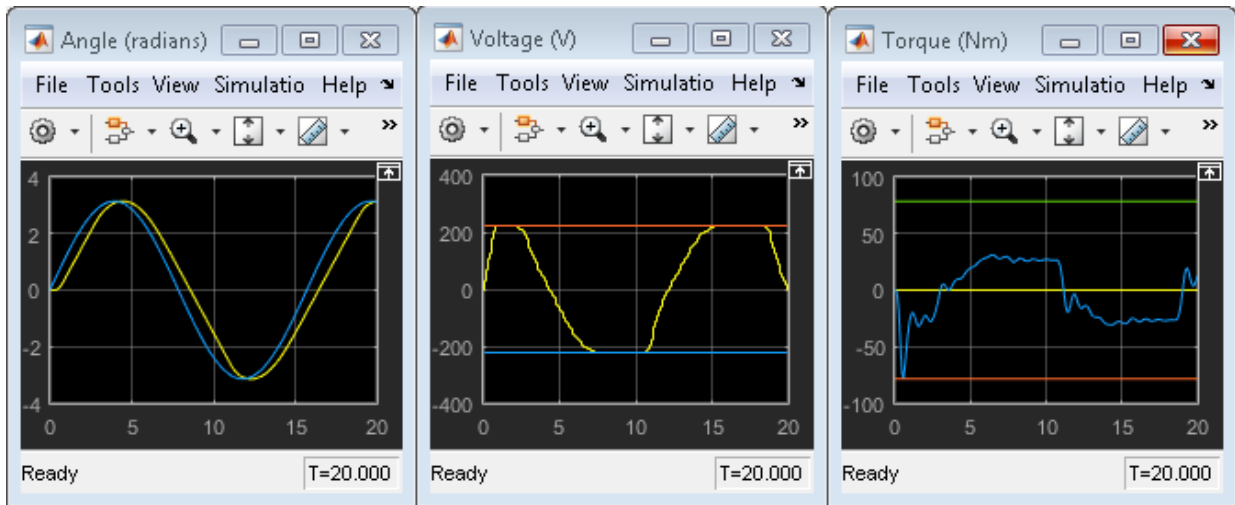 Angle (radians)
File Tools View Simulatio Help
4
2
0
-2
-4
0 5 10 15 20
Ready T=20.000
Voltage (V)
File Tools View Simulatio Help
400
200
0
-200
-400
0 5 10 15 20
Ready T=20.000
Torque (Nm)
File Tools View Simulatio Help
100
50
0
-50
-100
0 5 10 15 20
Ready T=20.000